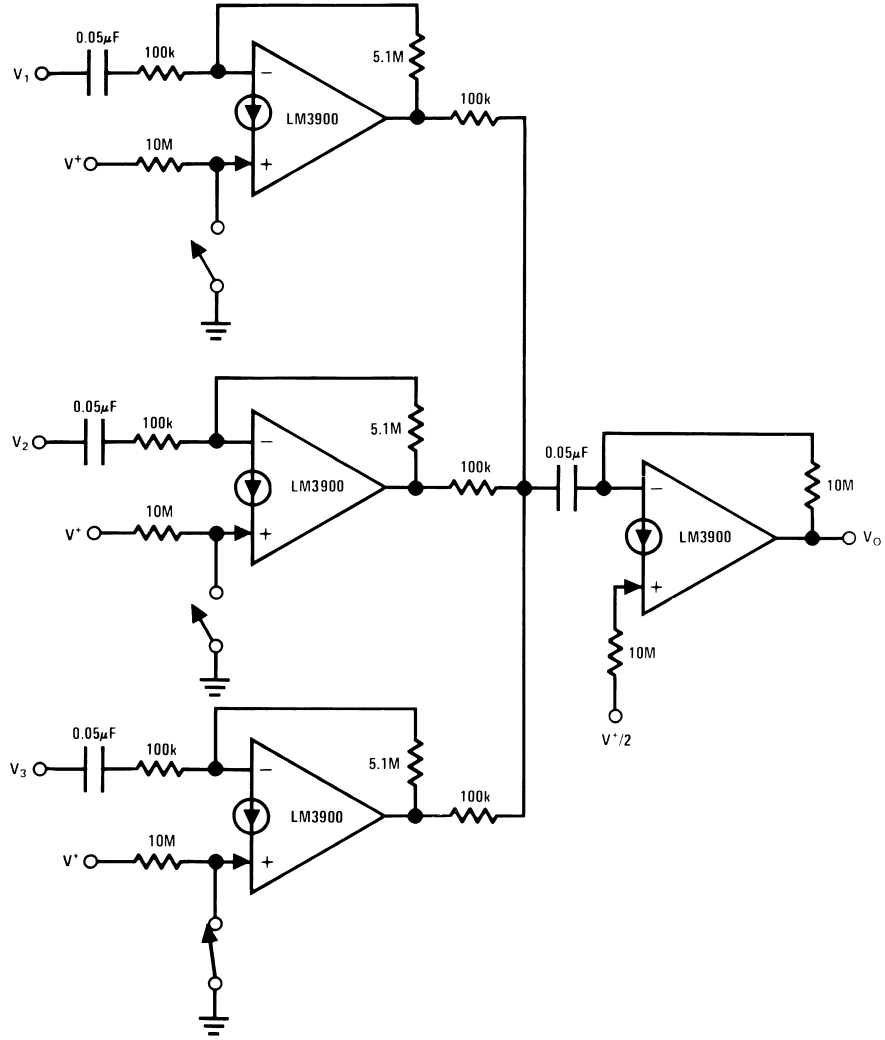 0.05μF
100k
5.1M
V1
−
LM3900
100k
10M
V+
+
0.05μF
100k
5.1M
V2
−
LM3900
100k
10M
V+
+
0.05μF
−
10M
LM3900
VO
+
10M
V+/2
0.05μF
100k
5.1M
V3
−
LM3900
100k
10M
V+
+